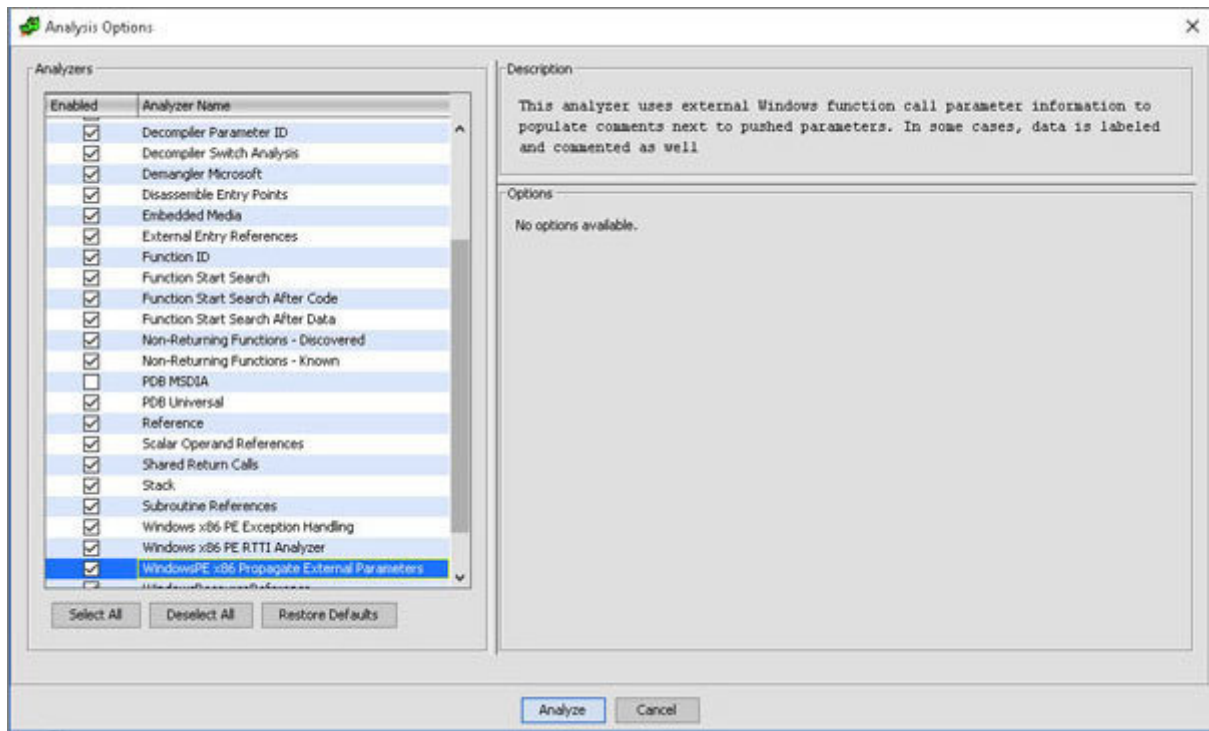 Analysis Options
Analyzers
Enabled Analyzer Name
Decompiler Parameter ID
Decompiler Switch Analysis
Demangler Microsoft
Disassemble Entry Points
Embedded Media
External Entry References
Function ID
Function Start Search
Function Start Search After Code
Function Start Search After Data
Non-Returning Functions - Discovered
Non-Returning Functions - Known
PDB MSDIA
PDB Universal
Reference
Scalar Operand References
Shared Return Calls
Stack
Subroutine References
Windows x86 PE Exception Handling
Windows x86 PE RTTI Analyzer
WindowsPE x86 Propagate External Parameters
Select All Deselect All Restore Defaults
Description
This analyzer uses external Windows function call parameter information to
populate comments next to pushed parameters. In some cases, data is labeled
and commented as well
Options
No options available.
Analyze Cancel